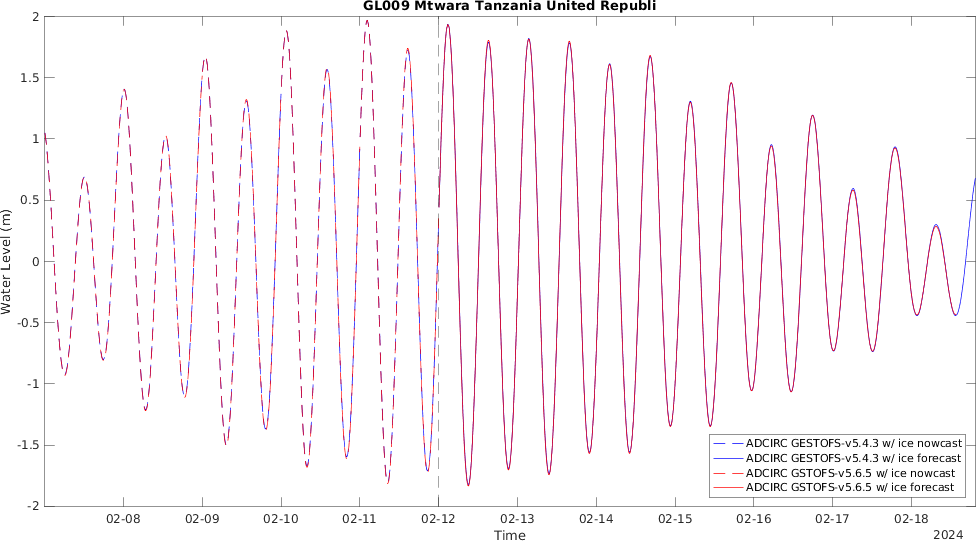 GL009 Mtwara Tanzania United Republi
Water Level (m)
2
1.5
1
0.5
0
-0.5
-1
-1.5
-2
ADCIRC GESTOFS-v5.4.3 w/ ice nowcast
ADCIRC GESTOFS-v5.4.3 w/ ice forecast
ADCIRC GSTOFS-v5.6.5 w/ ice nowcast
ADCIRC GSTOFS-v5.6.5 w/ ice forecast
02-08 02-09 02-10 02-11 02-12 02-13 02-14 02-15 02-16 02-17 02-18
Time
2024